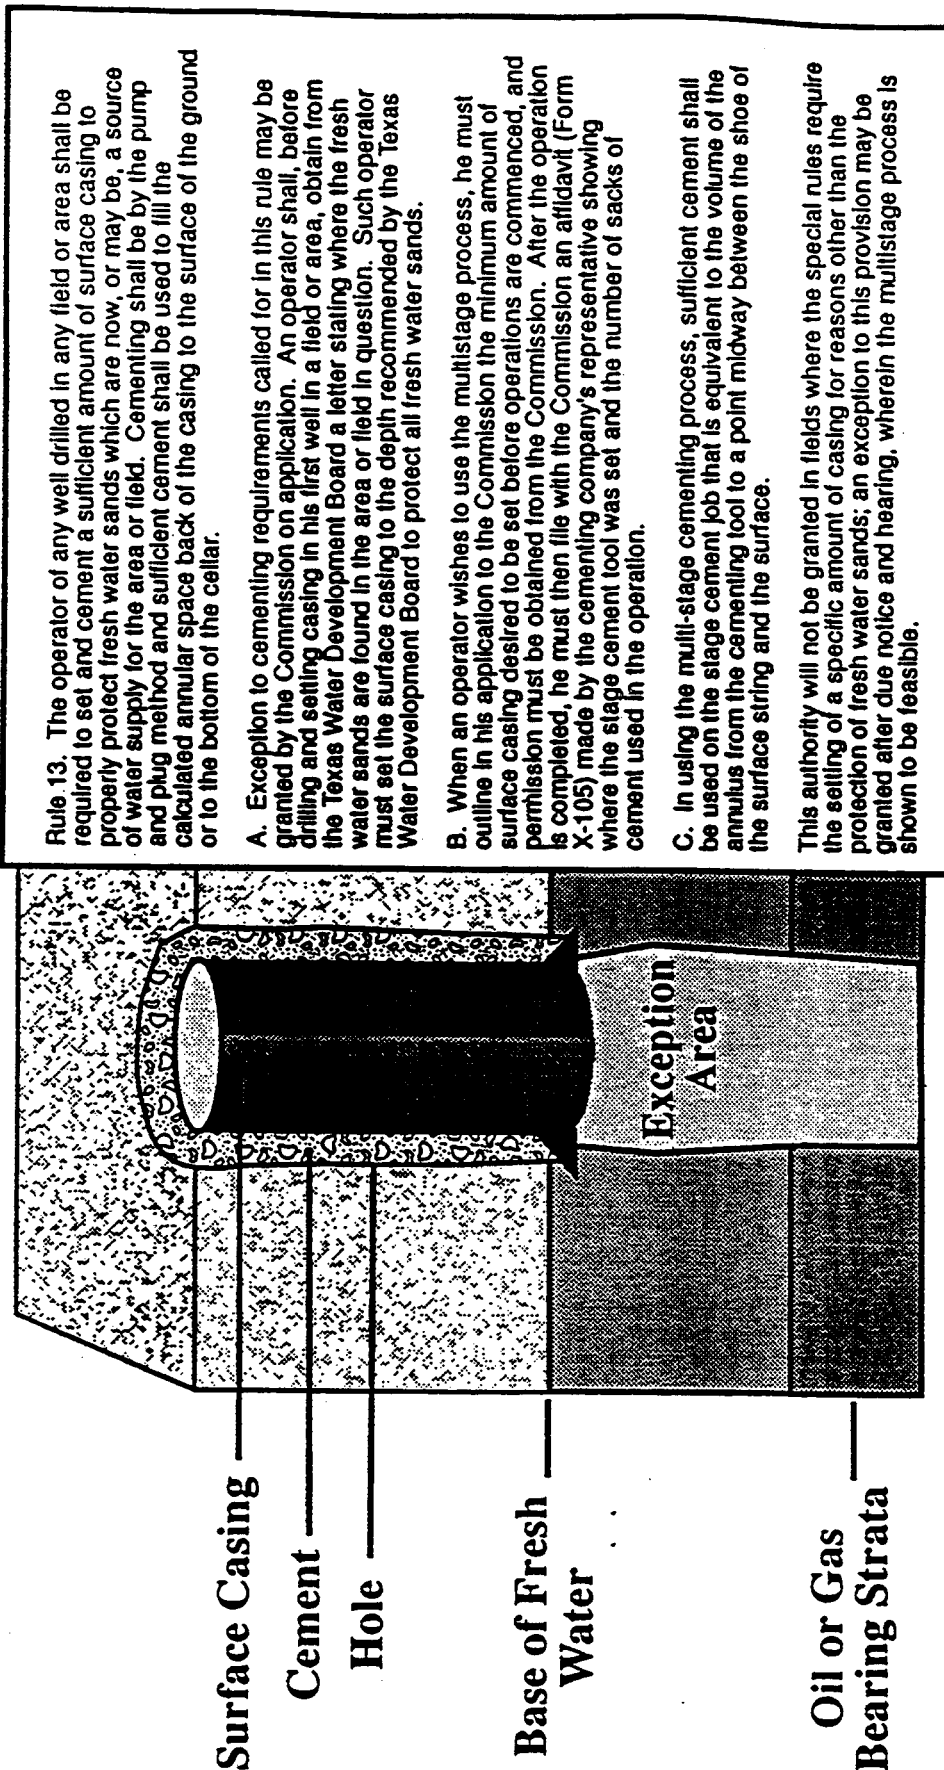 Surface Casing
Cement
Hole
Base of Fresh
Water
Oil or Gas
Bearing Strata
Exception
Area
Rule 13. The operator of any well drilled in any field or area shall be
required to set and cement a sufficient amount of surface casing to
properly protect fresh water sands which are now, or may be, a source
of water supply for the area or field. Cementing shall be by the pump
and plug method and sufficient cement shall be used to fill the
calculated annular space back of the casing to the surface of the ground
or to the bottom of the cellar.
A. Exception to cementing requirements called for in this rule may be
granted by the Commission on application. An operator shall, before
drilling and setting casing in his first well in a field or area, obtain from
the Texas Water Development Board a letter stating where the fresh
water sands are found in the area or field in question. Such operator
must set the surface casing to the depth recommended by the Texas
Water Development Board to protect all fresh water sands.
B. When an operator wishes to use the multistage process, he must
outline in his application to the Commission the minimum amount of
surface casing desired to be set before operations are commenced, and
permission must be obtained from the Commission. After the operation
is completed, he must then file with the Commission an affidavit (Form
X-105) made by the cementing company's representative showing
where the stage cement tool was set and the number of sacks of
cement used in the operation.
C. In using the multi-stage cementing process, sufficient cement shall
be used on the stage cement job that is equivalent to the volume of the
annulus from the cementing tool to a point midway between the shoe of
the surface string and the surface.
This authority will not be granted in fields where the special rules require
the setting of a specific amount of casing for reasons other than the
protection of fresh water sands; an exception to this provision may be
granted after due notice and hearing, wherein the multistage process is
shown to be feasible.